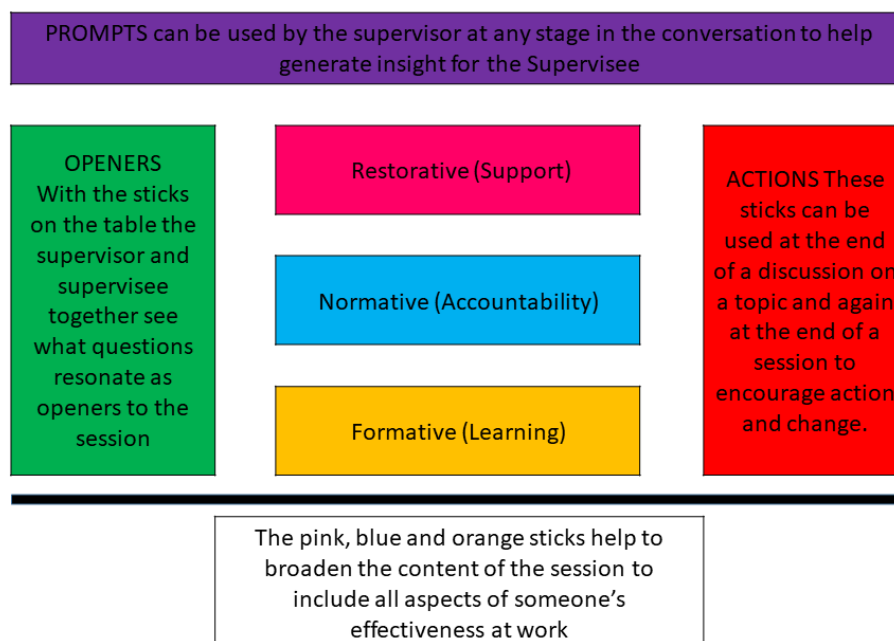 PROMPTS can be used by the supervisor at any stage in the conversation to help
generate insight for the Supervisee
OPENERS
With the sticks
on the table the
supervisor and
supervisee
together see
what questions
resonate as
openers to the
session
Restorative (Support)
Normative (Accountability)
Formative (Learning)
ACTIONS These
sticks can be
used at the end
of a discussion on
a topic and again
at the end of a
session to
encourage action
and change.
The pink, blue and orange sticks help to
broaden the content of the session to
include all aspects of someone’s
effectiveness at work